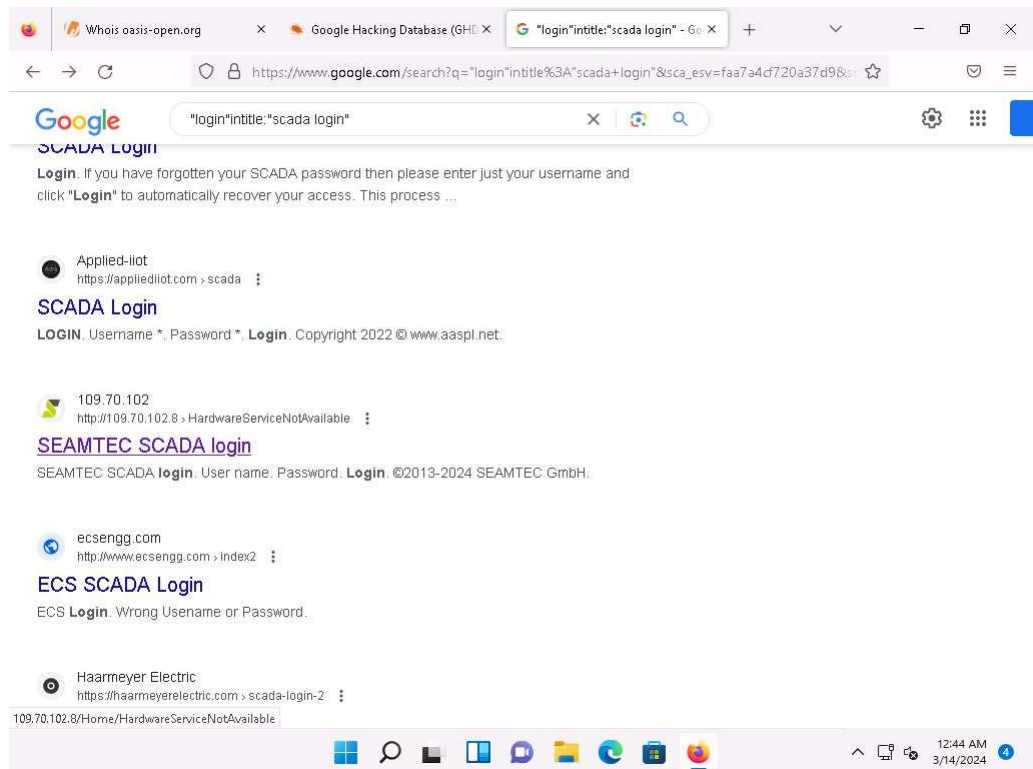 Whois oasis-open.org
Google Hacking Database (GHD
"login"intitle:"scada login" - Go
https://www.google.com/search?q="login"intitle%3A"scada+login"&sca_esv=faa7a4cf720a37d98
Google
"login"intitle:"scada login"
SCADA Login
Login. If you have forgotten your SCADA password then please enter just your username and
click "Login" to automatically recover your access. This process ...
Applied-iiot
https://appliediiot.com › scada
SCADA Login
LOGIN. Username *. Password *. Login. Copyright 2022 © www.aaspl.net.
109.70.102
http://109.70.102.8 › HardwareServiceNotAvailable
SEAMTEC SCADA login
SEAMTEC SCADA login. User name. Password. Login. ©2013-2024 SEAMTEC GmbH.
ecsengg.com
http://www.ecsengg.com › index2
ECS SCADA Login
ECS Login. Wrong Usename or Password.
Haarmeyer Electric
https://haarmeyerelectric.com › scada-login-2
109.70.102.8/Home/HardwareServiceNotAvailable
12:44 AM
3/14/2024
4